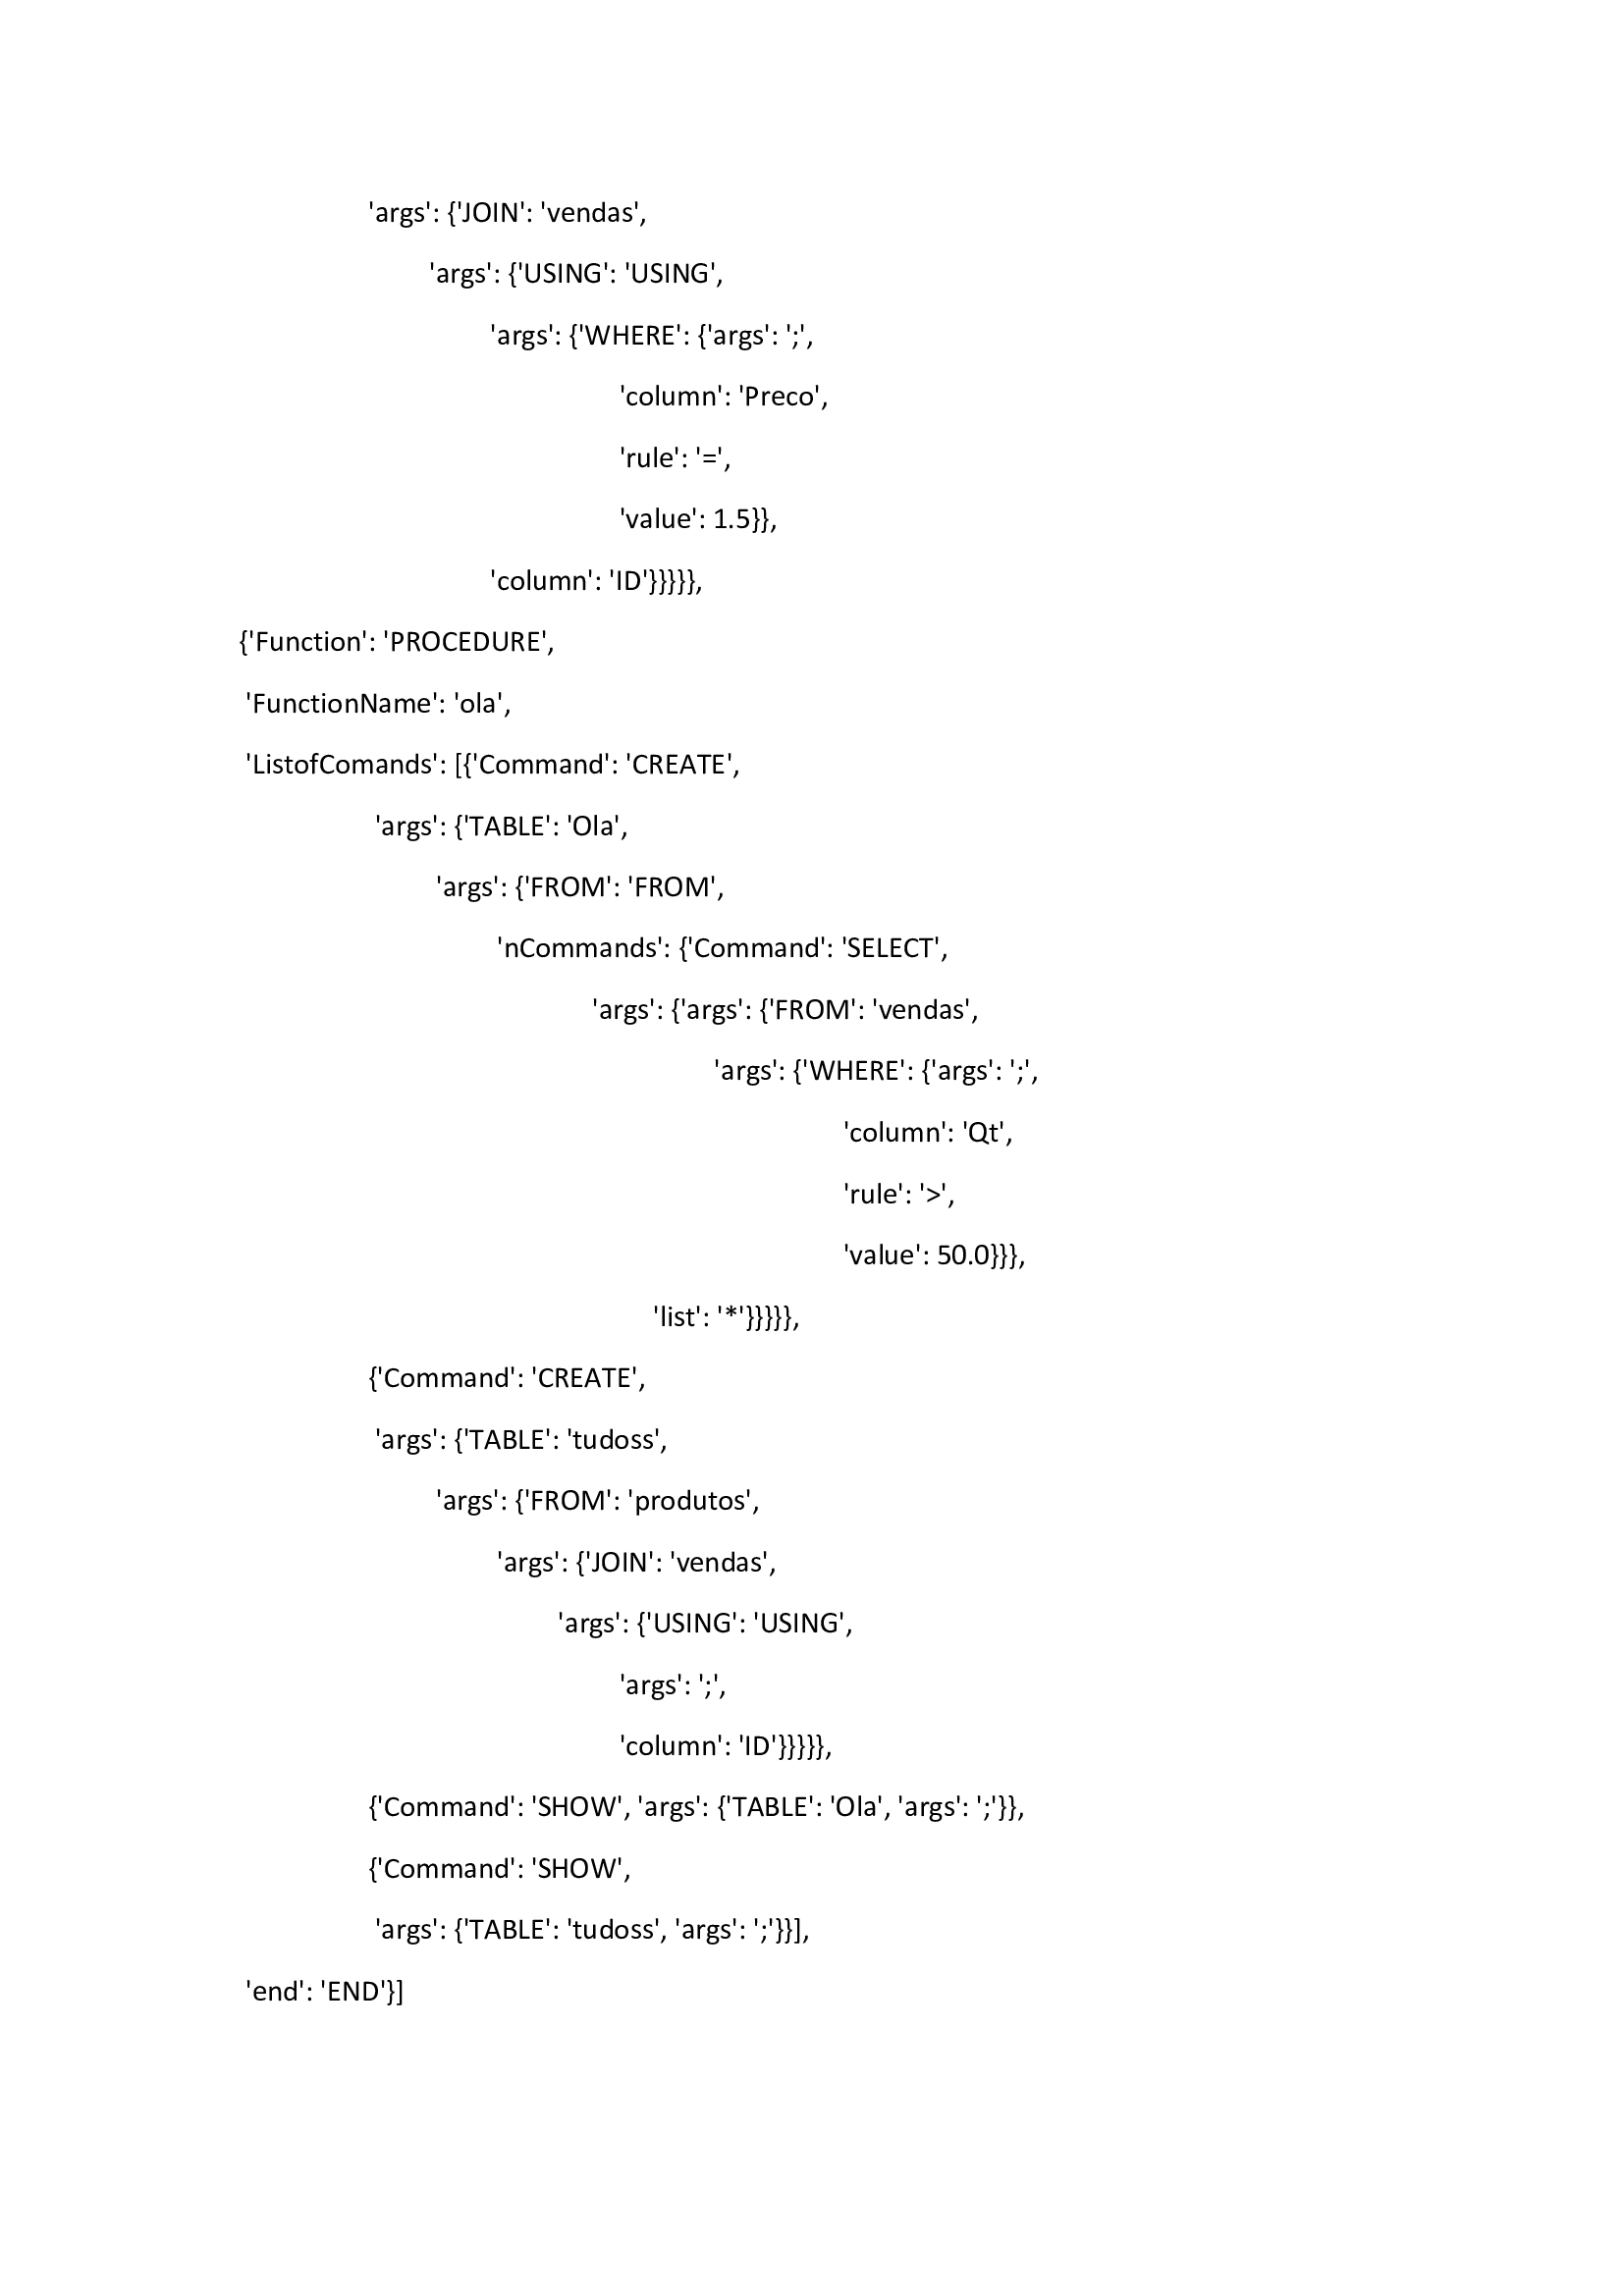 'args': {'JOIN': 'vendas',
'args': {'USING': 'USING',
'args': {'WHERE': {'args': ';',
'column': 'Preco',
'rule': '=',
'value': 1.5}},
'column': 'ID'}}}}},
{'Function': 'PROCEDURE',
'FunctionName': 'ola',
'ListofComands': [{'Command': 'CREATE',
'args': {'TABLE': 'Ola',
'args': {'FROM': 'FROM',
'nCommands': {'Command': 'SELECT',
'args': {'args': {'FROM': 'vendas',
'args': {'WHERE': {'args': ';',
'column': 'Qt',
'rule': '>',
'value': 50.0}}},
'list': '*'}}}}},
{'Command': 'CREATE',
'args': {'TABLE': 'tudoss',
'args': {'FROM': 'produtos',
'args': {'JOIN': 'vendas',
'args': {'USING': 'USING',
'args': ';',
'column': 'ID'}}}}},
{'Command': 'SHOW', 'args': {'TABLE': 'Ola', 'args': ';'}},
{'Command': 'SHOW',
'args': {'TABLE': 'tudoss', 'args': ';'}}],
'end': 'END'}]